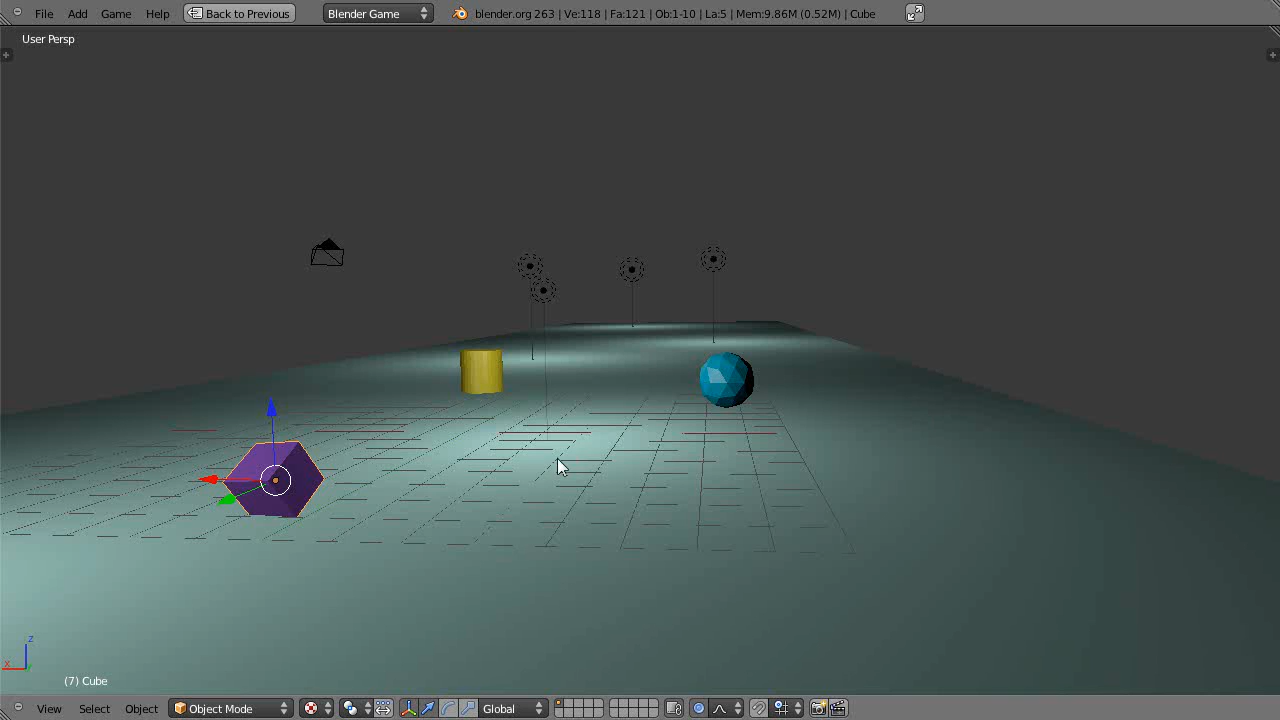 File Add Game Help Back to Previous Blender Game blender.org 263 | Ve:118 | Fa:121 | Ob:1-10 | La:5 | Mem:9.86M (0.52M) | Cube
User Persp
z
x
(7) Cube
View Select Object Object Mode Global